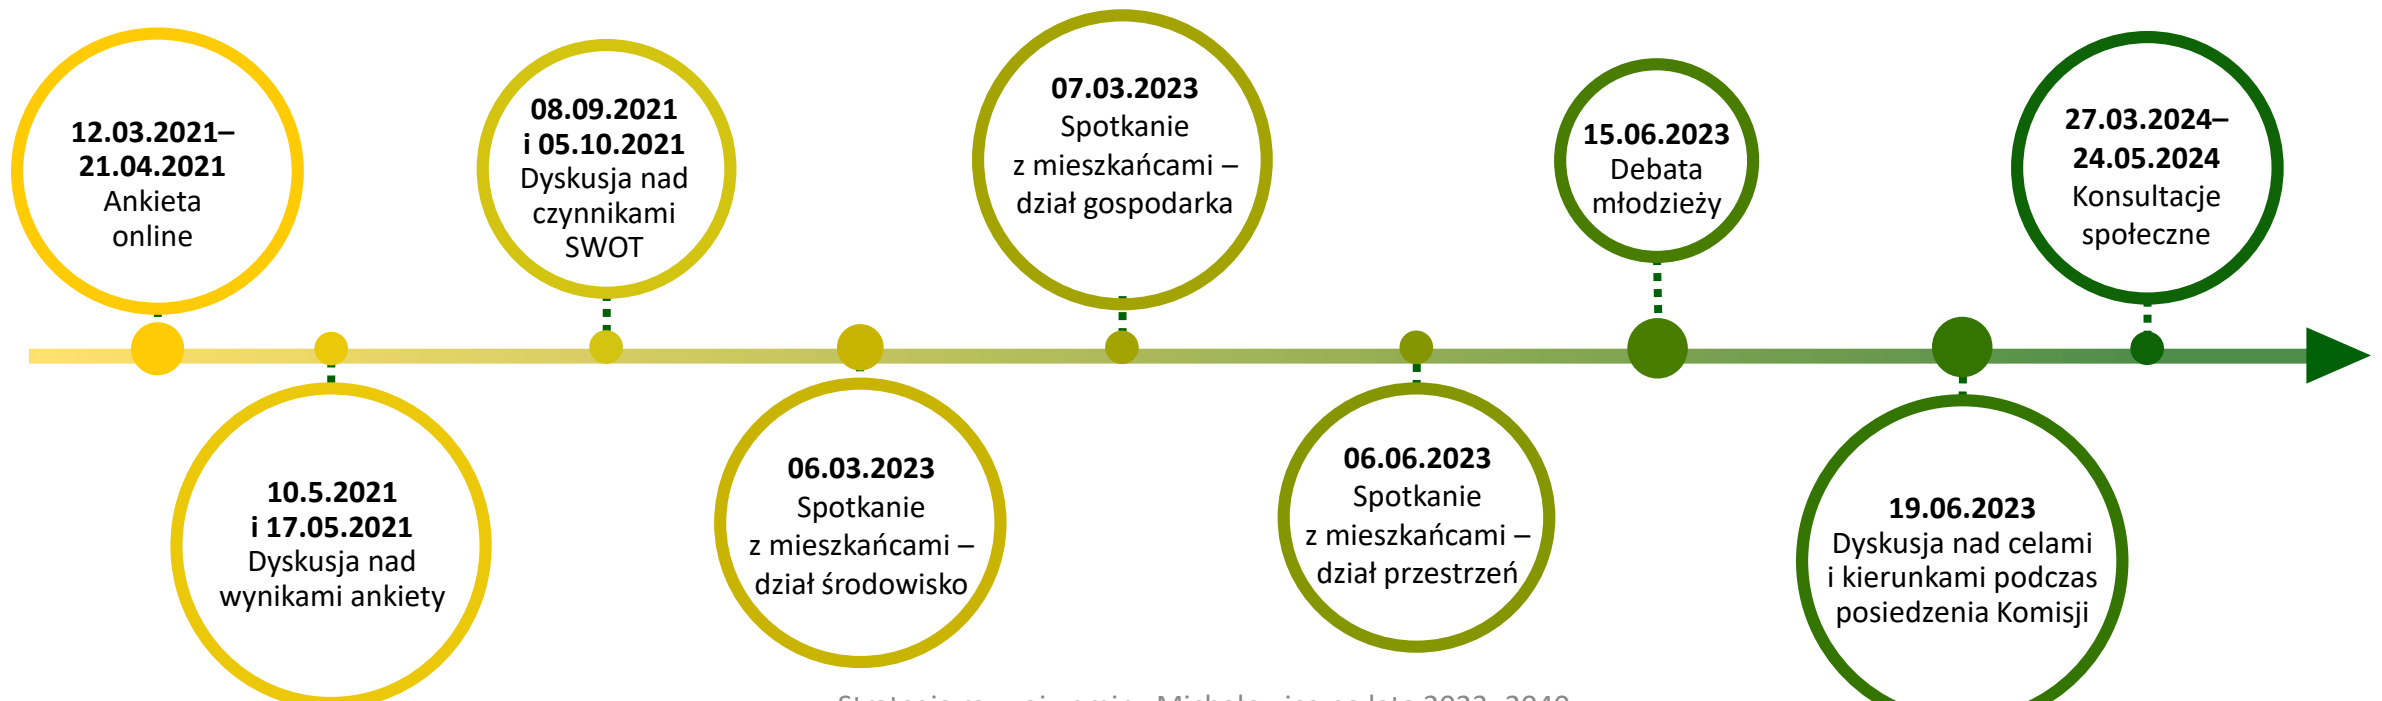 12.03.2021–
21.04.2021
Ankieta
online
10.5.2021
i 17.05.2021
Dyskusja nad
wynikami ankiety
08.09.2021
i 05.10.2021
Dyskusja nad
czynnikami
SWOT
06.03.2023
Spotkanie
z mieszkańcami –
dział środowisko
07.03.2023
Spotkanie
z mieszkańcami –
dział gospodarka
06.06.2023
Spotkanie
z mieszkańcami –
dział przestrzeń
15.06.2023
Debata
młodzieży
19.06.2023
Dyskusja nad celami
i kierunkami podczas
posiedzenia Komisji
27.03.2024–
24.05.2024
Konsultacje
społeczne